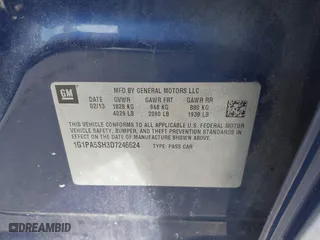 GM
MFD BY GENERAL MOTORS LLC
DATE GVWR GAWR FRT GAWR RR
02/13 1828 KG 948 KG 880 KG
4029 LB 2090 LB 1939 LB
THIS VEHICLE CONFORMS TO ALL APPLICABLE U.S. FEDERAL MOTOR
VEHICLE SAFETY, BUMPER, AND THEFT PREVENTION STANDARDS IN
EFFECT ON THE DATE OF MANUFACTURE SHOWN ABOVE.
1G1PA5SH3D7246624 TYPE: PASS CAR